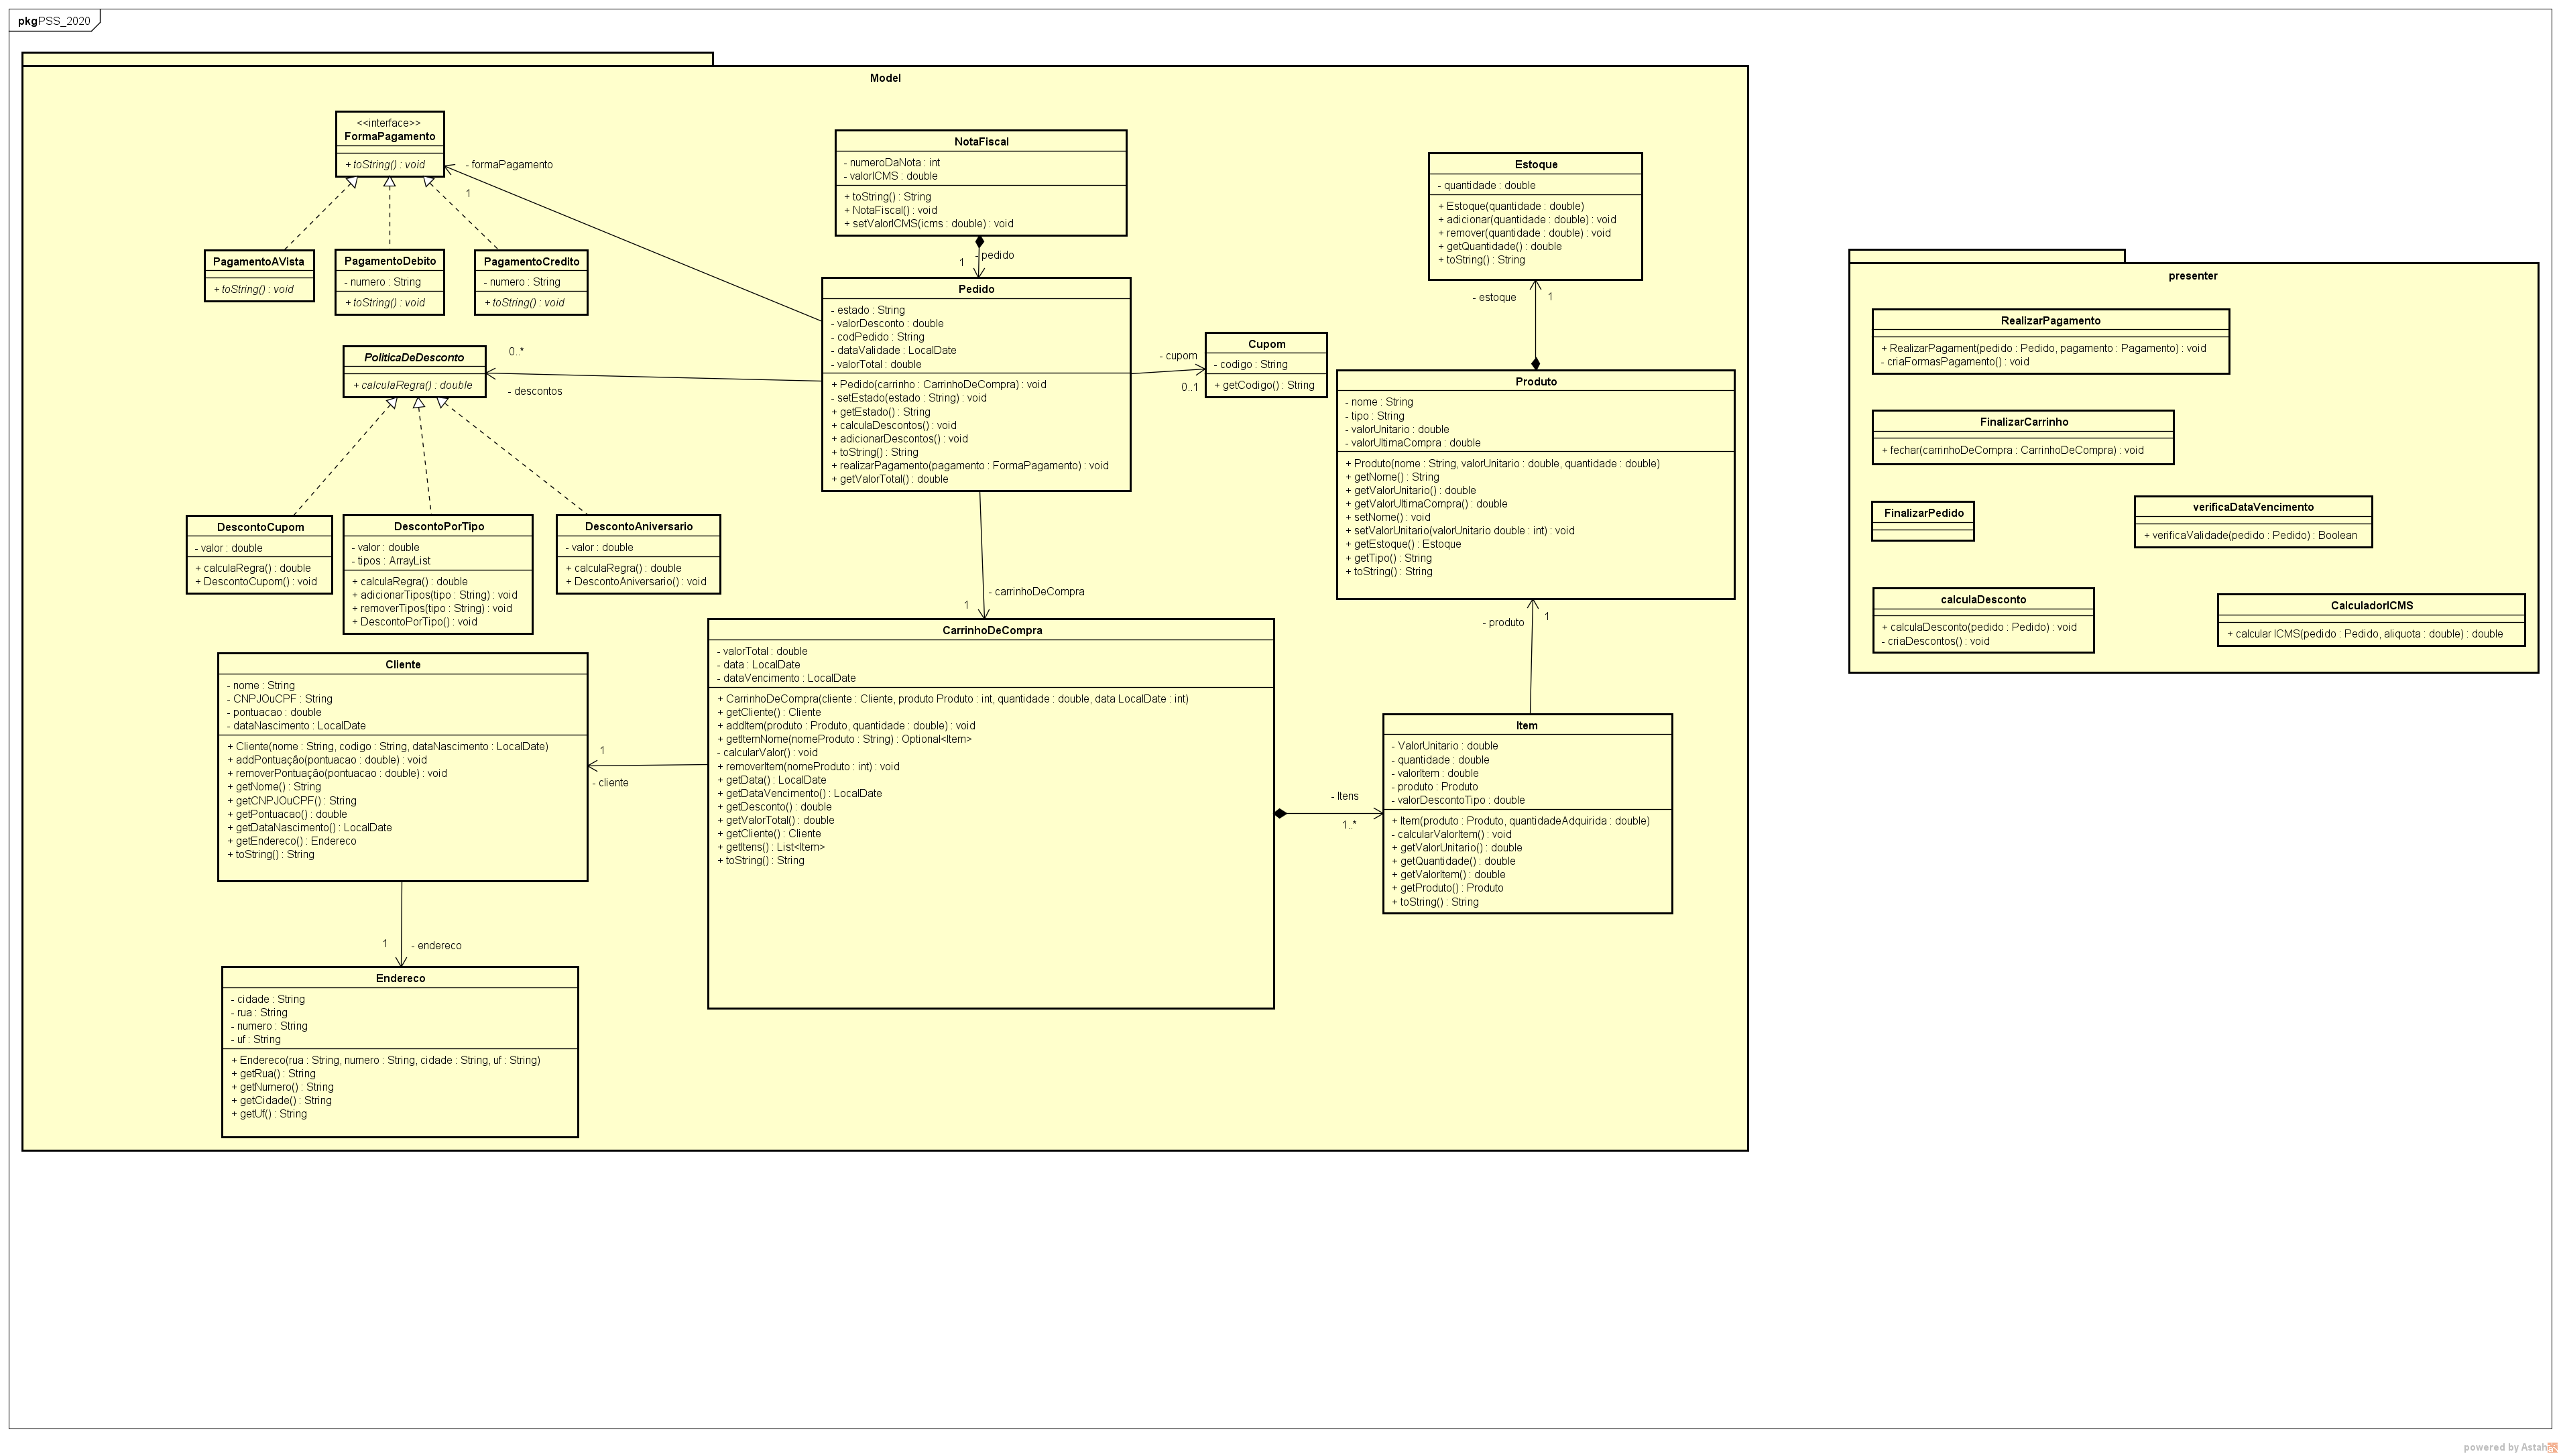 pkg PSS_2020
Model
<<interface>>
FormaPagamento
+ toString() : void
- formaPagamento
1
PagamentoAVista
+ toString() : void
PagamentoDebito
- numero : String
+ toString() : void
PagamentoCredito
- numero : String
+ toString() : void
NotaFiscal
- numeroDaNota : int
- valorICMS : double
+ toString() : String
+ NotaFiscal() : void
+ setValorICMS(icms : double) : void
- pedido
1
Estoque
- quantidade : double
+ Estoque(quantidade : double)
+ adicionar(quantidade : double) : void
+ remover(quantidade : double) : void
+ getQuantidade() : double
+ toString() : String
- estoque
1
Pedido
- estado : String
- valorDesconto : double
- codPedido : String
- dataValidade : LocalDate
- valorTotal : double
+ Pedido(carrinho : CarrinhoDeCompra) : void
- setEstado(estado : String) : void
+ getEstado() : String
+ calculaDescontos() : void
+ adicionarDescontos() : void
+ toString() : String
+ realizarPagamento(pagamento : FormaPagamento) : void
+ getValorTotal() : double
- cupom
0..1
Cupom
- codigo : String
+ getCodigo() : String
PoliticaDeDesconto
+ calculaRegra() : double
0..*
- descontos
DescontoCupom
- valor : double
+ calculaRegra() : double
+ DescontoCupom() : void
DescontoPorTipo
- valor : double
- tipos : ArrayList
+ calculaRegra() : double
+ adicionarTipos(tipo : String) : void
+ removerTipos(tipo : String) : void
+ DescontoPorTipo() : void
DescontoAniversario
- valor : double
+ calculaRegra() : double
+ DescontoAniversario() : void
Produto
- nome : String
- tipo : String
- valorUnitario : double
- valorUltimaCompra : double
+ Produto(nome : String, valorUnitario : double, quantidade : double)
+ getNome() : String
+ getValorUnitario() : double
+ getValorUltimaCompra() : double
+ setNome() : void
+ setValorUnitario(valorUnitario double : int) : void
+ getEstoque() : Estoque
+ getTipo() : String
+ toString() : String
- produto
1
- carrinhoDeCompra
1
CarrinhoDeCompra
- valorTotal : double
- data : LocalDate
- dataVencimento : LocalDate
+ CarrinhoDeCompra(cliente : Cliente, produto Produto : int, quantidade : double, data LocalDate : int)
+ getCliente() : Cliente
+ addItem(produto : Produto, quantidade : double) : void
+ getItemNome(nomeProduto : String) : Optional<Item>
- calcularValor() : void
+ removerItem(nomeProduto : int) : void
+ getData() : LocalDate
+ getDataVencimento() : LocalDate
+ getDesconto() : double
+ getValorTotal() : double
+ getCliente() : Cliente
+ getItens() : List<Item>
+ toString() : String
Cliente
- nome : String
- CNPJOuCPF : String
- pontuacao : double
- dataNascimento : LocalDate
+ Cliente(nome : String, codigo : String, dataNascimento : LocalDate)
+ addPontuação(pontuacao : double) : void
+ removerPontuação(pontuacao : double) : void
+ getNome() : String
+ getCNPJOuCPF() : String
+ getPontuacao() : double
+ getDataNascimento() : LocalDate
+ getEndereco() : Endereco
+ toString() : String
1
- cliente
- Itens
1..*
Item
- ValorUnitario : double
- quantidade : double
- valorItem : double
- produto : Produto
- valorDescontoTipo : double
+ Item(produto : Produto, quantidadeAdquirida : double)
- calcularValorItem() : void
+ getValorUnitario() : double
+ getQuantidade() : double
+ getValorItem() : double
+ getProduto() : Produto
+ toString() : String
1
- endereco
Endereco
- cidade : String
- rua : String
- numero : String
- uf : String
+ Endereco(rua : String, numero : String, cidade : String, uf : String)
+ getRua() : String
+ getNumero() : String
+ getCidade() : String
+ getUf() : String
presenter
RealizarPagamento
+ RealizarPagament(pedido : Pedido, pagamento : Pagamento) : void
- criaFormasPagamento() : void
FinalizarCarrinho
+ fechar(carrinhoDeCompra : CarrinhoDeCompra) : void
FinalizarPedido
verificaDataVencimento
+ verificaValidade(pedido : Pedido) : Boolean
calculaDesconto
+ calculaDesconto(pedido : Pedido) : void
- criaDescontos() : void
CalculadorICMS
+ calcular ICMS(pedido : Pedido, aliquota : double) : double
powered by Astah